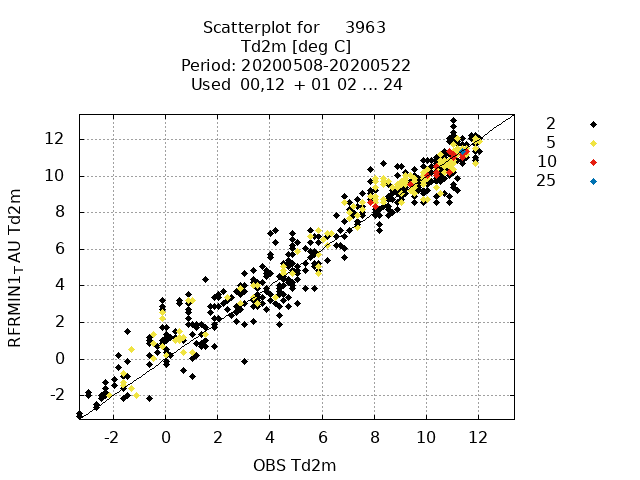 Scatterplot for 3963
Td2m [deg C]
Period: 20200508-20200522
Used 00,12 + 01 02 ... 24
2
5
10
25
12
10
8
6
4
2
0
-2
RFRMIN1T AU Td2m
-2 0 2 4 6 8 10 12
OBS Td2m